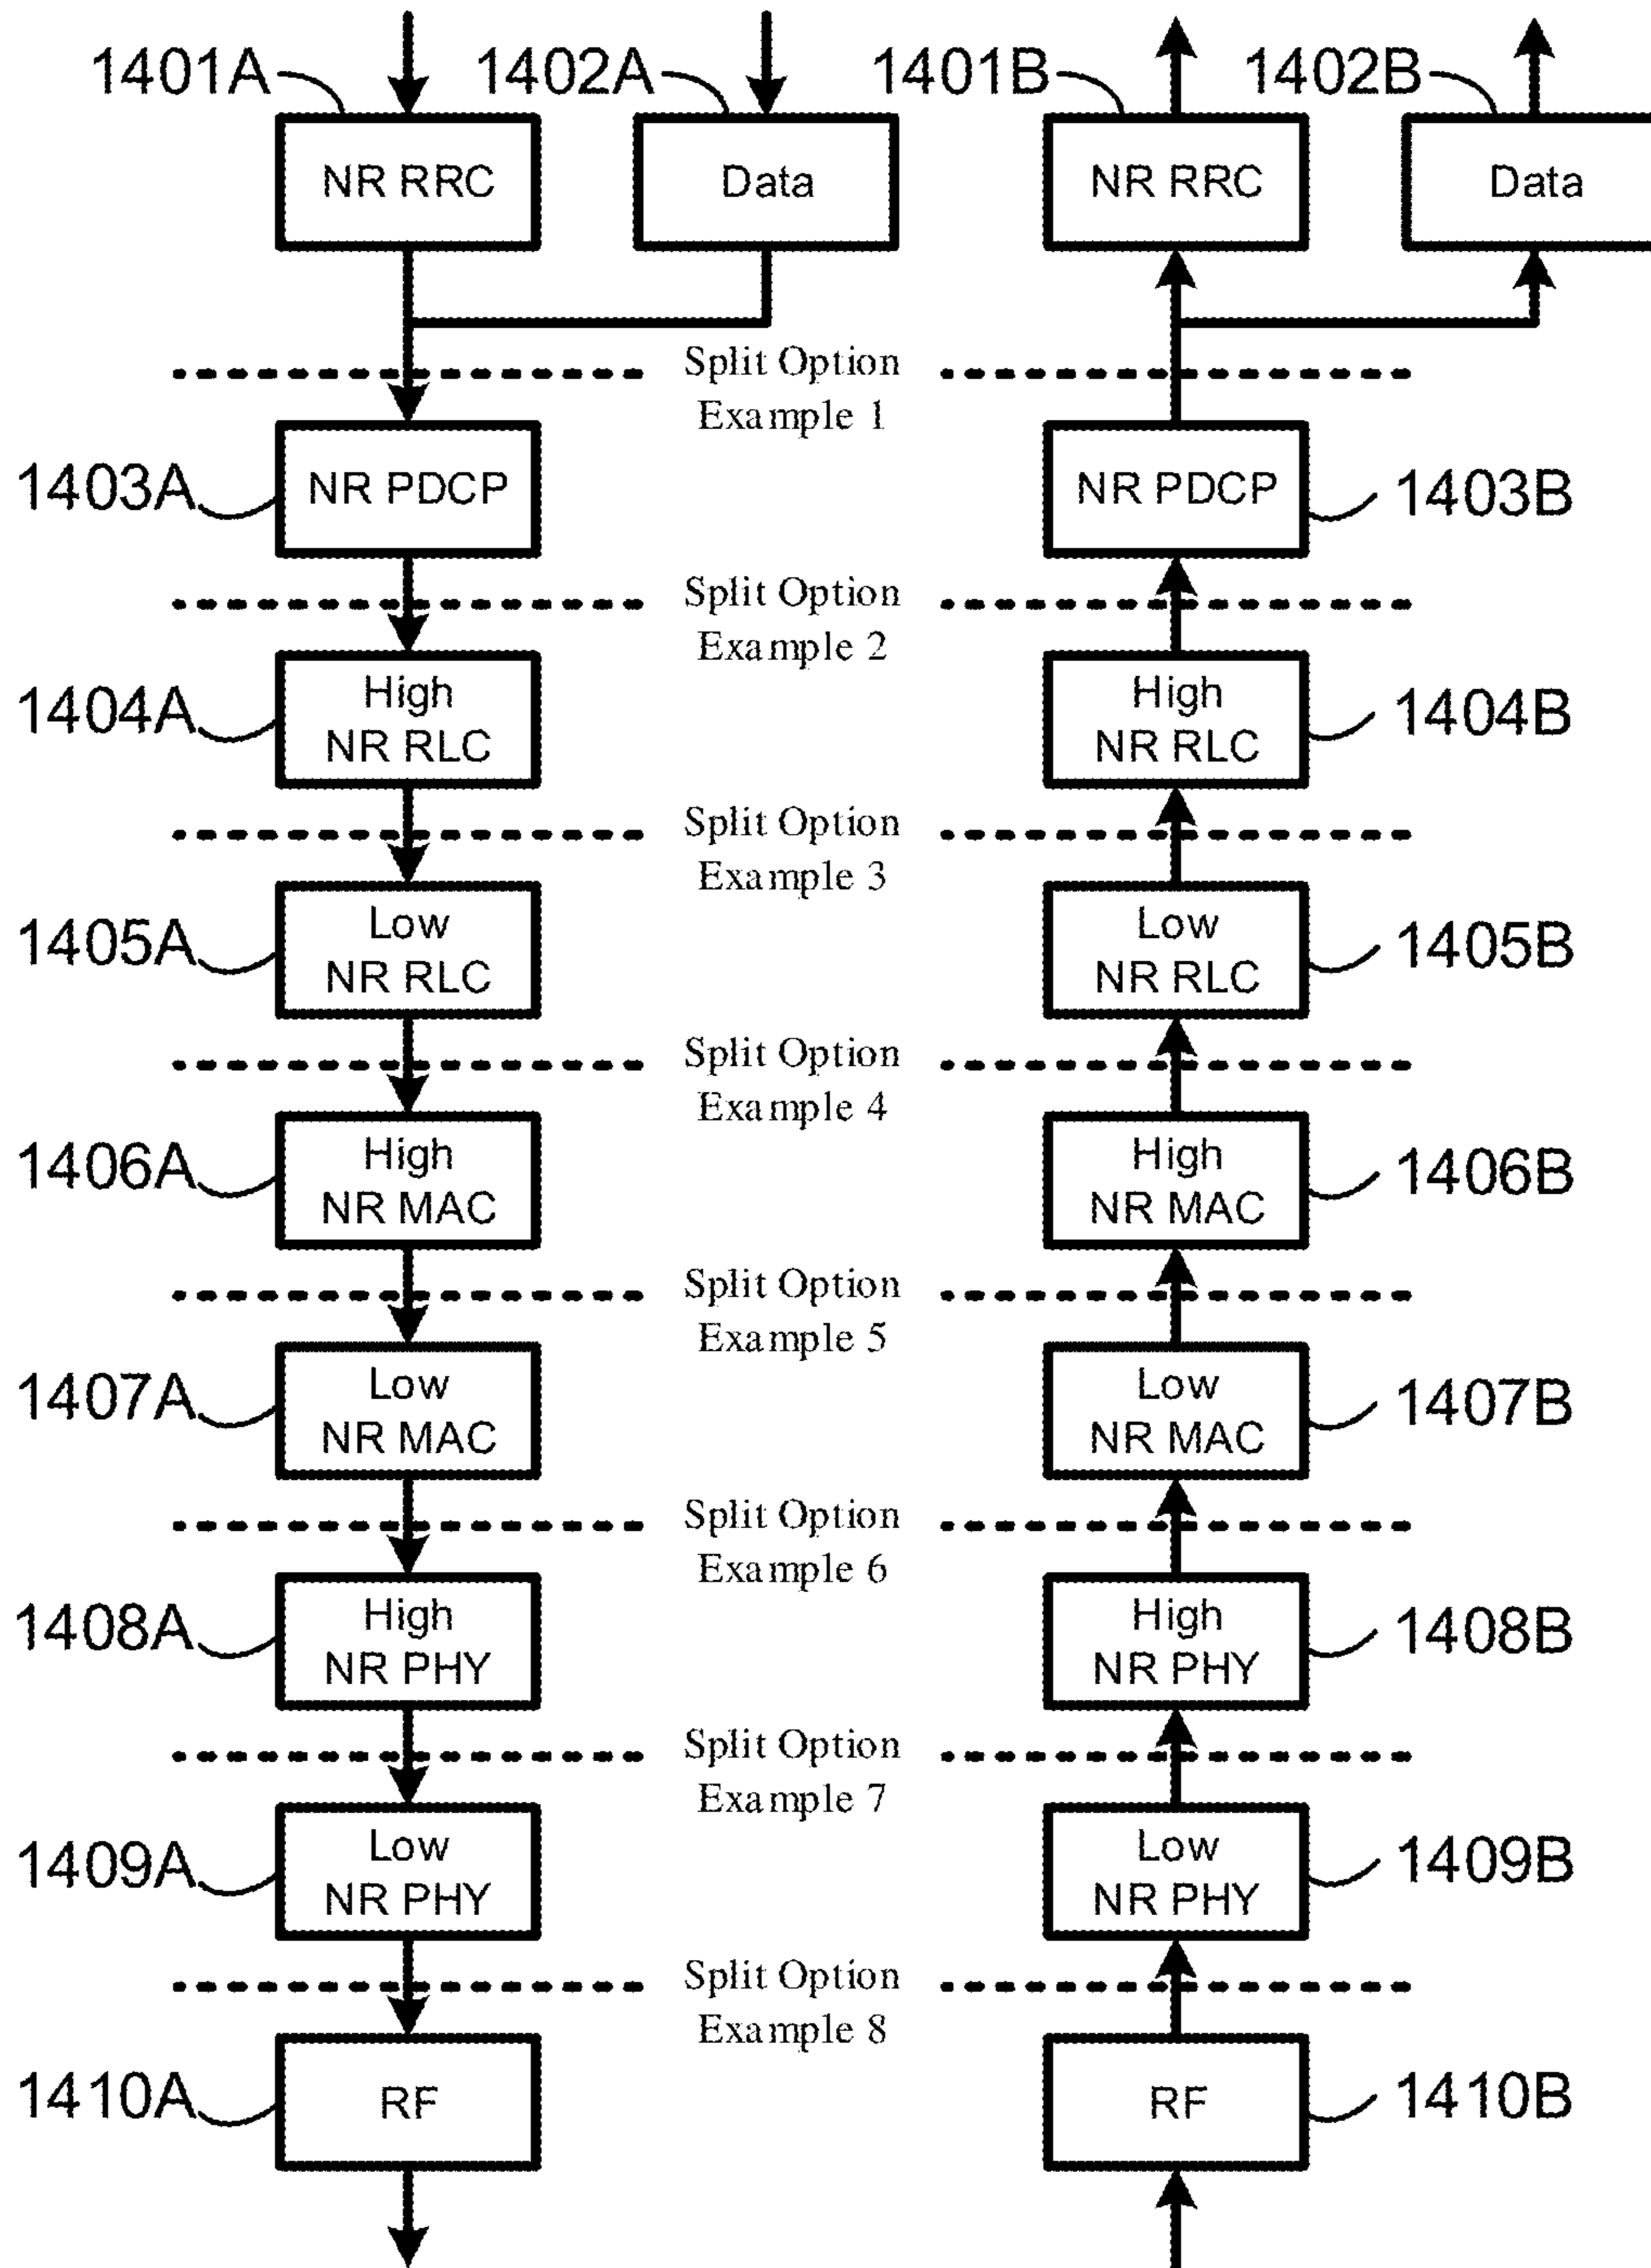 1401A 1402A 1401B 1402B
NR RRC Data NR RRC Data
Split Option
Example 1
1403A NR PDCP NR PDCP 1403B
Split Option
Example 2
1404A High NR RLC High NR RLC 1404B
Split Option
Example 3
1405A Low NR RLC Low NR RLC 1405B
Split Option
Example 4
1406A High NR MAC High NR MAC 1406B
Split Option
Example 5
1407A Low NR MAC Low NR MAC 1407B
Split Option
Example 6
1408A High NR PHY High NR PHY 1408B
Split Option
Example 7
1409A Low NR PHY Low NR PHY 1409B
Split Option
Example 8
1410A RF RF 1410B